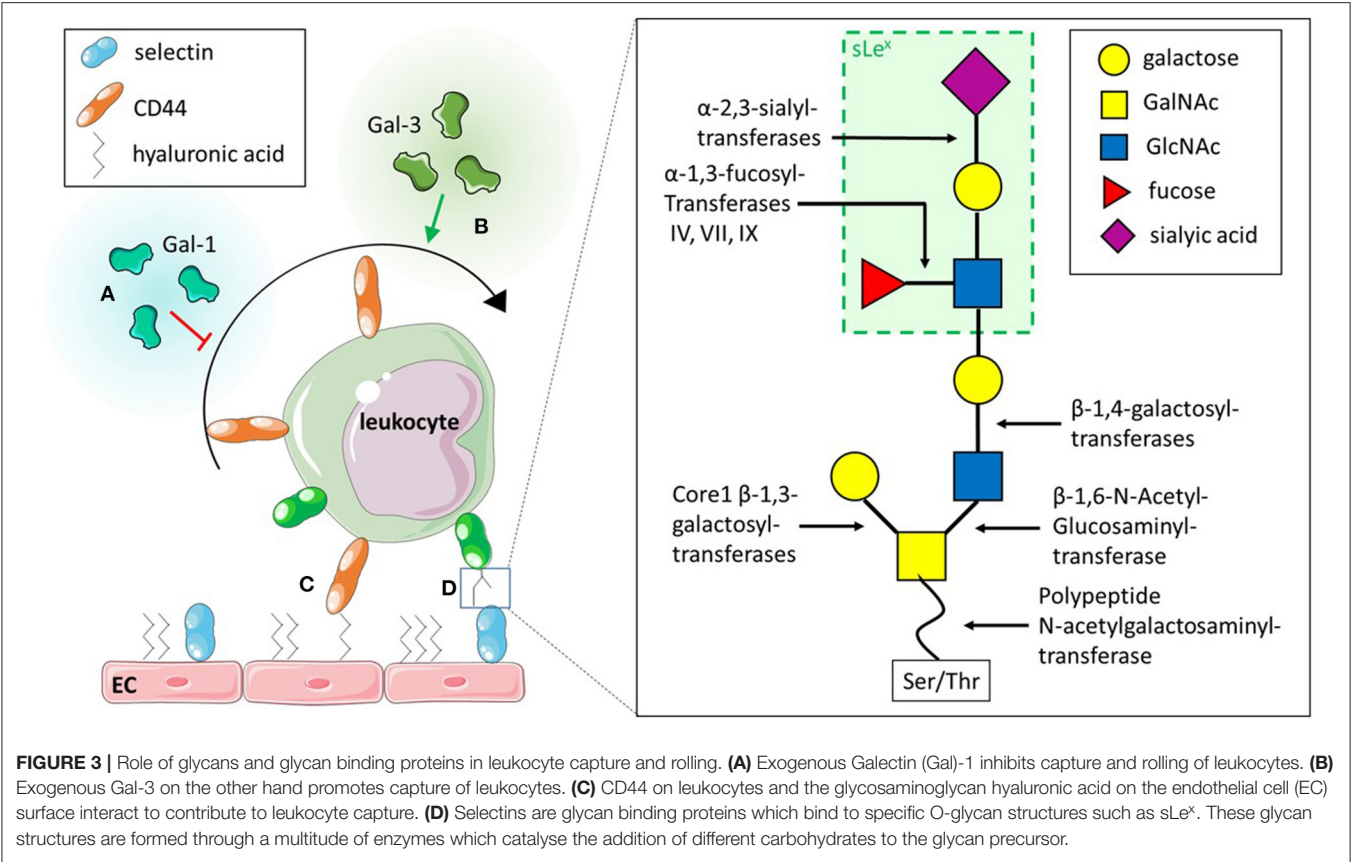 selectin
CD44
hyaluronic acid
Gal-3
B
Gal-1
A
leukocyte
C
D
EC
sLeˣ
α-2,3-sialyl-
transferases
α-1,3-fucosyl-
Transferases
IV, VII, IX
galactose
GalNAc
GlcNAc
fucose
sialyic acid
β-1,4-galactosyl-
transferases
Core1 β-1,3-
galactosyl-
transferases
β-1,6-N-Acetyl-
Glucosaminyl-
transferase
Polypeptide
N-acetylgalactosaminyl-
transferase
Ser/Thr
FIGURE 3 | Role of glycans and glycan binding proteins in leukocyte capture and rolling. (A) Exogenous Galectin (Gal)-1 inhibits capture and rolling of leukocytes. (B)
Exogenous Gal-3 on the other hand promotes capture of leukocytes. (C) CD44 on leukocytes and the glycosaminoglycan hyaluronic acid on the endothelial cell (EC)
surface interact to contribute to leukocyte capture. (D) Selectins are glycan binding proteins which bind to specific O-glycan structures such as sLeˣ. These glycan
structures are formed through a multitude of enzymes which catalyse the addition of different carbohydrates to the glycan precursor.